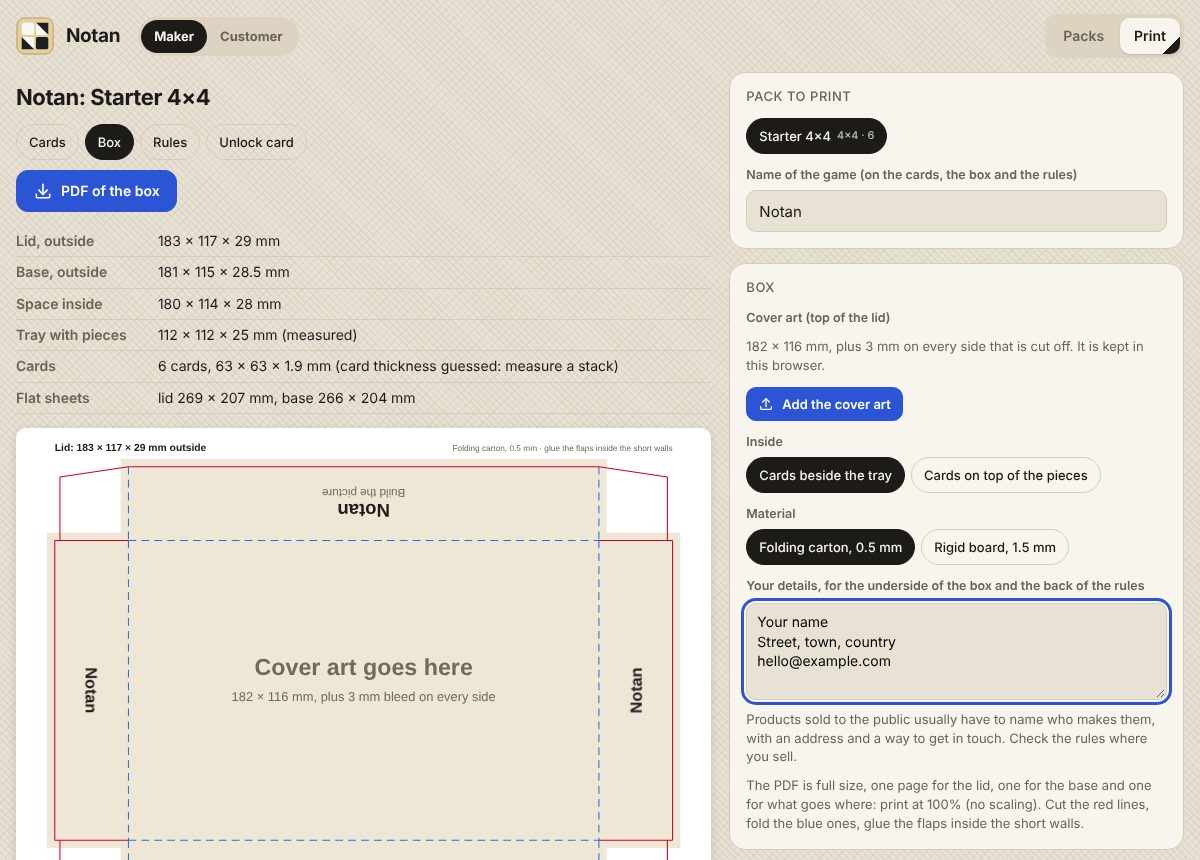 Notan
Maker
Customer
Packs
Print
Notan: Starter 4×4
Cards
Box
Rules
Unlock card
PDF of the box
Lid, outside 183 × 117 × 29 mm
Base, outside 181 × 115 × 28.5 mm
Space inside 180 × 114 × 28 mm
Tray with pieces 112 × 112 × 25 mm (measured)
Cards 6 cards, 63 × 63 × 1.9 mm (card thickness guessed: measure a stack)
Flat sheets lid 269 × 207 mm, base 266 × 204 mm
Lid: 183 × 117 × 29 mm outside
Folding carton, 0.5 mm · glue the flaps inside the short walls
Build the picture
Notan
Notan
Cover art goes here
182 × 116 mm, plus 3 mm bleed on every side
Notan
PACK TO PRINT
Starter 4×4 4×4 · 6
Name of the game (on the cards, the box and the rules)
Notan
BOX
Cover art (top of the lid)
182 × 116 mm, plus 3 mm on every side that is cut off. It is kept in
this browser.
Add the cover art
Inside
Cards beside the tray
Cards on top of the pieces
Material
Folding carton, 0.5 mm
Rigid board, 1.5 mm
Your details, for the underside of the box and the back of the rules
Your name
Street, town, country
hello@example.com
Products sold to the public usually have to name who makes them,
with an address and a way to get in touch. Check the rules where
you sell.
The PDF is full size, one page for the lid, one for the base and one
for what goes where: print at 100% (no scaling). Cut the red lines,
fold the blue ones, glue the flaps inside the short walls.